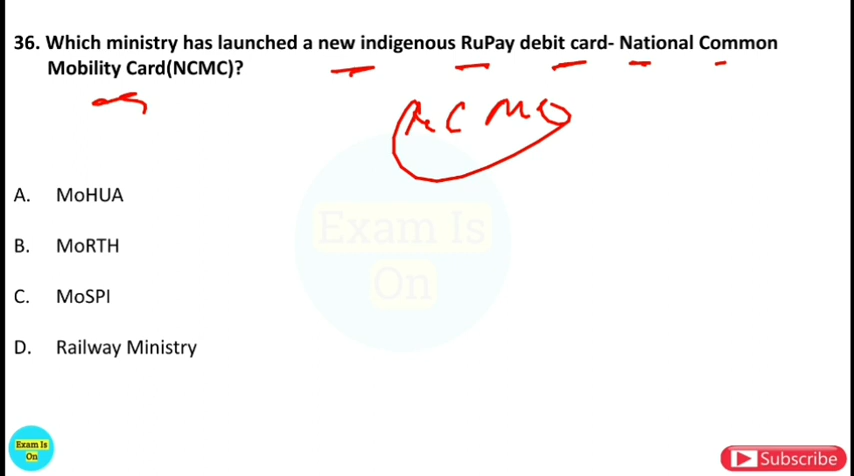 36. Which ministry has launched a new indigenous RuPay debit card- National Common
Mobility Card(NCMC)?
NCMC
A. MoHUA
B. MoRTH
C. MoSPI
D. Railway Ministry
Exam Is
On
Exam Is
On
Subscribe